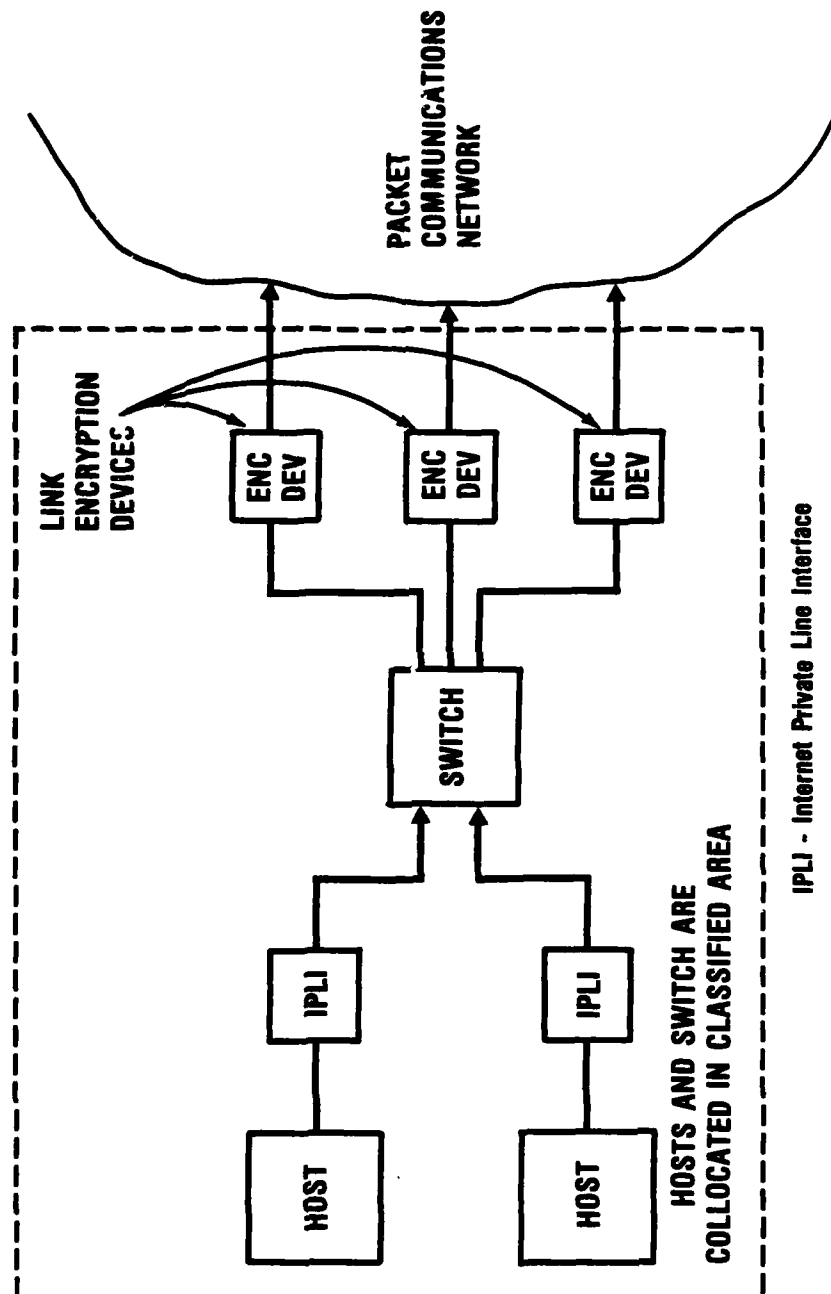 LINK
ENCRYPTION
DEVICES
PACKET
COMMUNICATIONS
NETWORK
ENC
DEV
ENC
DEV
ENC
DEV
SWITCH
IPLI
IPLI
HOST
HOST
HOSTS AND SWITCH ARE
COLLOCATED IN CLASSIFIED AREA
IPLI - Internet Private Line Interface